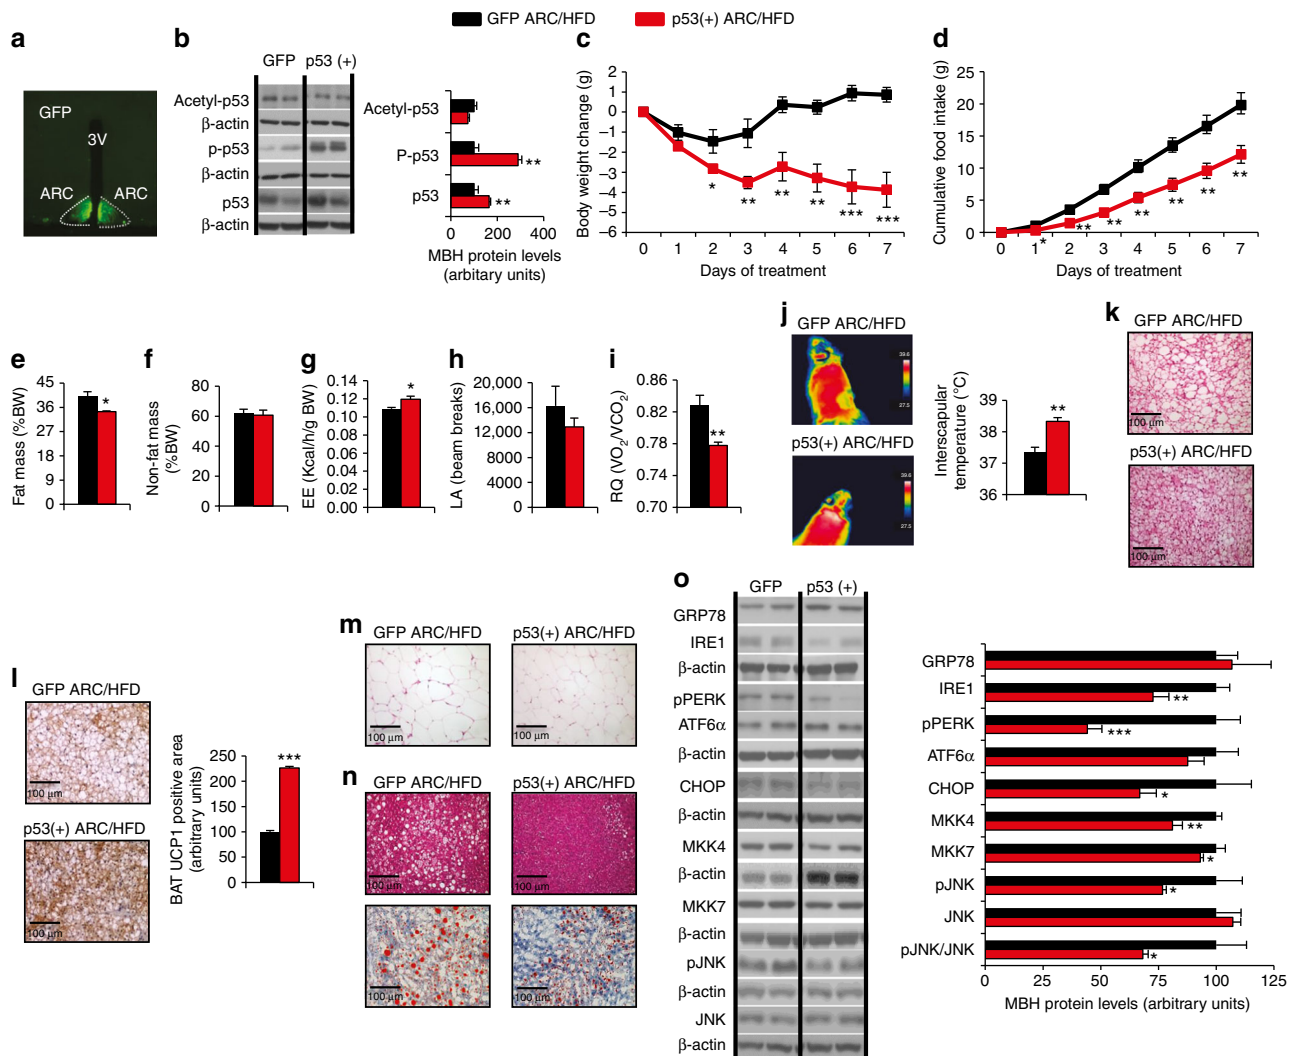 GFP ARC/HFD
p53(+) ARC/HFD
a
GFP
3V
ARC
ARC
b
GFP
p53 (+)
Acetyl-p53
β-actin
p-p53
β-actin
p53
β-actin
Acetyl-p53
P-p53
**
p53
**
0
200
400
MBH protein levels
(arbitary units)
c
Body weight change (g)
2
1
0
−1
−2
−3
−4
−5
−6
*
**
**
**
***
***
0 1 2 3 4 5 6 7
Days of treatment
d
Cumulative food intake (g)
25
20
15
10
5
0
*
**
**
**
**
**
**
0 1 2 3 4 5 6 7
Days of treatment
e
Fat mass (%BW)
45
36
27
18
9
0
*
f
Non-fat mass
(%BW)
80
60
40
20
0
g
EE (Kcal/h/g BW)
0.14
0.12
0.10
0.08
0.06
0.04
0.02
0.00
*
h
LA (beam breaks)
20,000
16,000
12,000
8000
4000
0
i
RQ (VO₂/VCO₂)
0.86
0.82
0.78
0.74
0.70
**
j
GFP ARC/HFD
39.6
27.5
p53(+) ARC/HFD
39.6
27.5
Interscapular
temperature (°C)
39
38
37
36
**
k
GFP ARC/HFD
100 μm
p53(+) ARC/HFD
100 μm
l
GFP ARC/HFD
100 μm
p53(+) ARC/HFD
100 μm
BAT UCP1 positive area
(arbitrary units)
250
200
150
100
50
0
***
m
GFP ARC/HFD
p53(+) ARC/HFD
100 μm
100 μm
n
GFP ARC/HFD
p53(+) ARC/HFD
100 μm
100 μm
100 μm
100 μm
o
GFP
p53 (+)
GRP78
IRE1
β-actin
pPERK
ATF6α
β-actin
CHOP
β-actin
MKK4
β-actin
MKK7
β-actin
pJNK
β-actin
JNK
β-actin
GRP78
IRE1
**
pPERK
***
ATF6α
CHOP
*
MKK4
**
MKK7
*
pJNK
*
JNK
pJNK/JNK
*
0 25 50 75 100 125
MBH protein levels (arbitrary units)